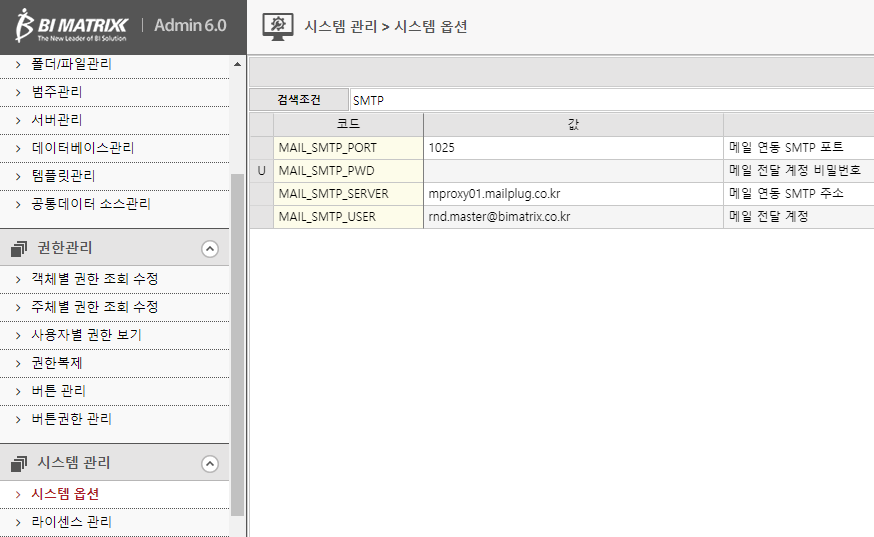 BI MATRIX
The New Leader of BI Solution
Admin 6.0
시스템 관리 > 시스템 옵션
폴더/파일관리
범주관리
서버관리
데이터베이스관리
템플릿관리
공통데이터 소스관리
권한관리
객체별 권한 조회 수정
주체별 권한 조회 수정
사용자별 권한 보기
권한복제
버튼 관리
버튼권한 관리
시스템 관리
시스템 옵션
라이센스 관리
검색조건 SMTP
코드 값
MAIL_SMTP_PORT 1025 메일 연동 SMTP 포트
U MAIL_SMTP_PWD 메일 전달 계정 비밀번호
MAIL_SMTP_SERVER mproxy01.mailplug.co.kr 메일 연동 SMTP 주소
MAIL_SMTP_USER rnd.master@bimatrix.co.kr 메일 전달 계정